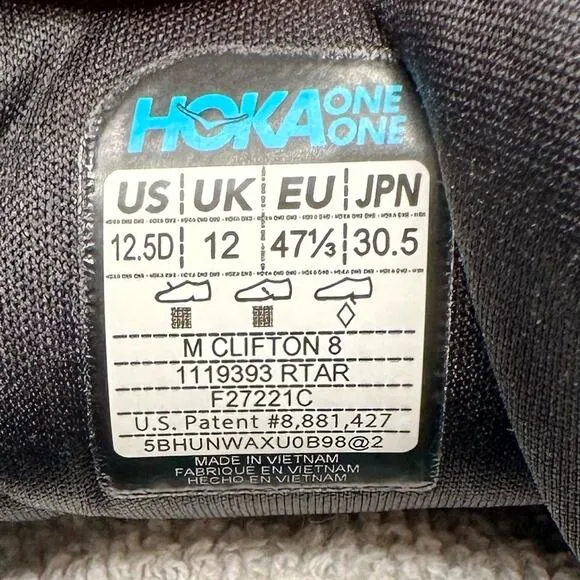 HOKA ONE ONE
US UK EU JPN
12.5D 12 47⅓ 30.5
M CLIFTON 8
1119393 RTAR
F27221C
U.S. Patent #8,881,427
5BHUNWAXU0B98@2
MADE IN VIETNAM
FABRIQUÉ EN VIETNAM
HECHO EN VIETNAM